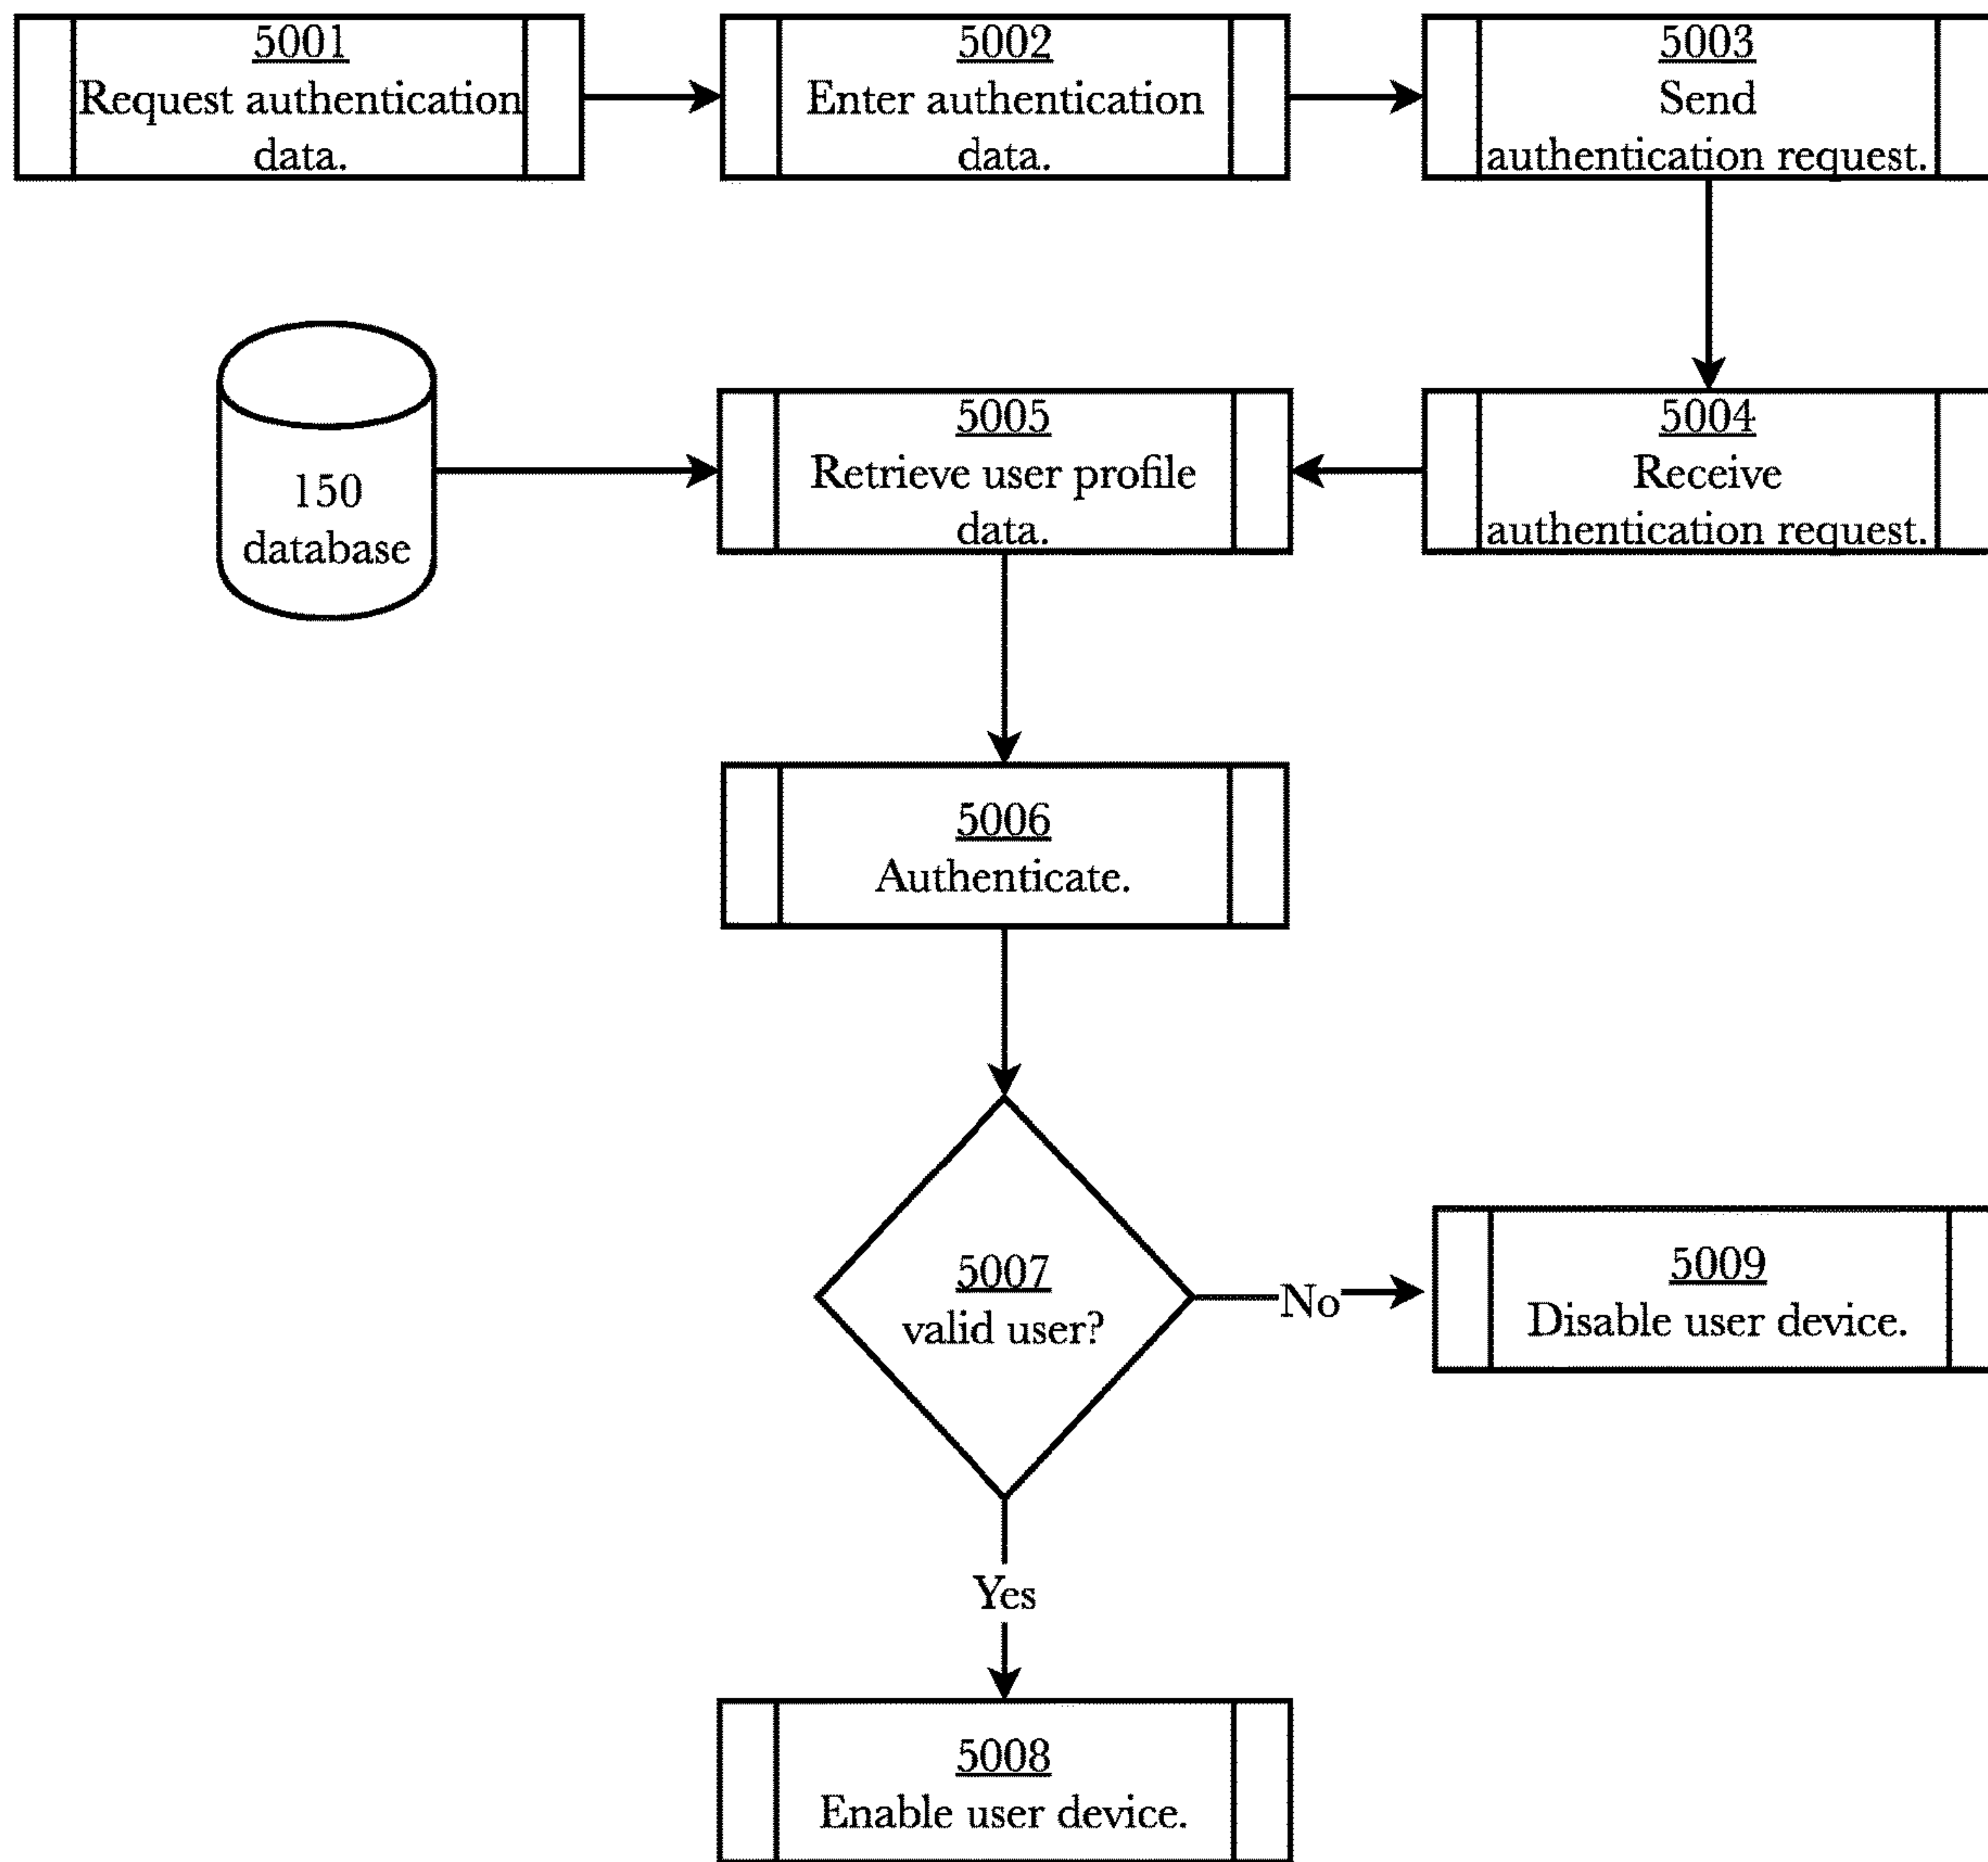 5001
Request authentication
data.
5002
Enter authentication
data.
5003
Send
authentication request.
150
database
5005
Retrieve user profile
data.
5004
Receive
authentication request.
5006
Authenticate.
5007
valid user?
No
5009
Disable user device.
Yes
5008
Enable user device.